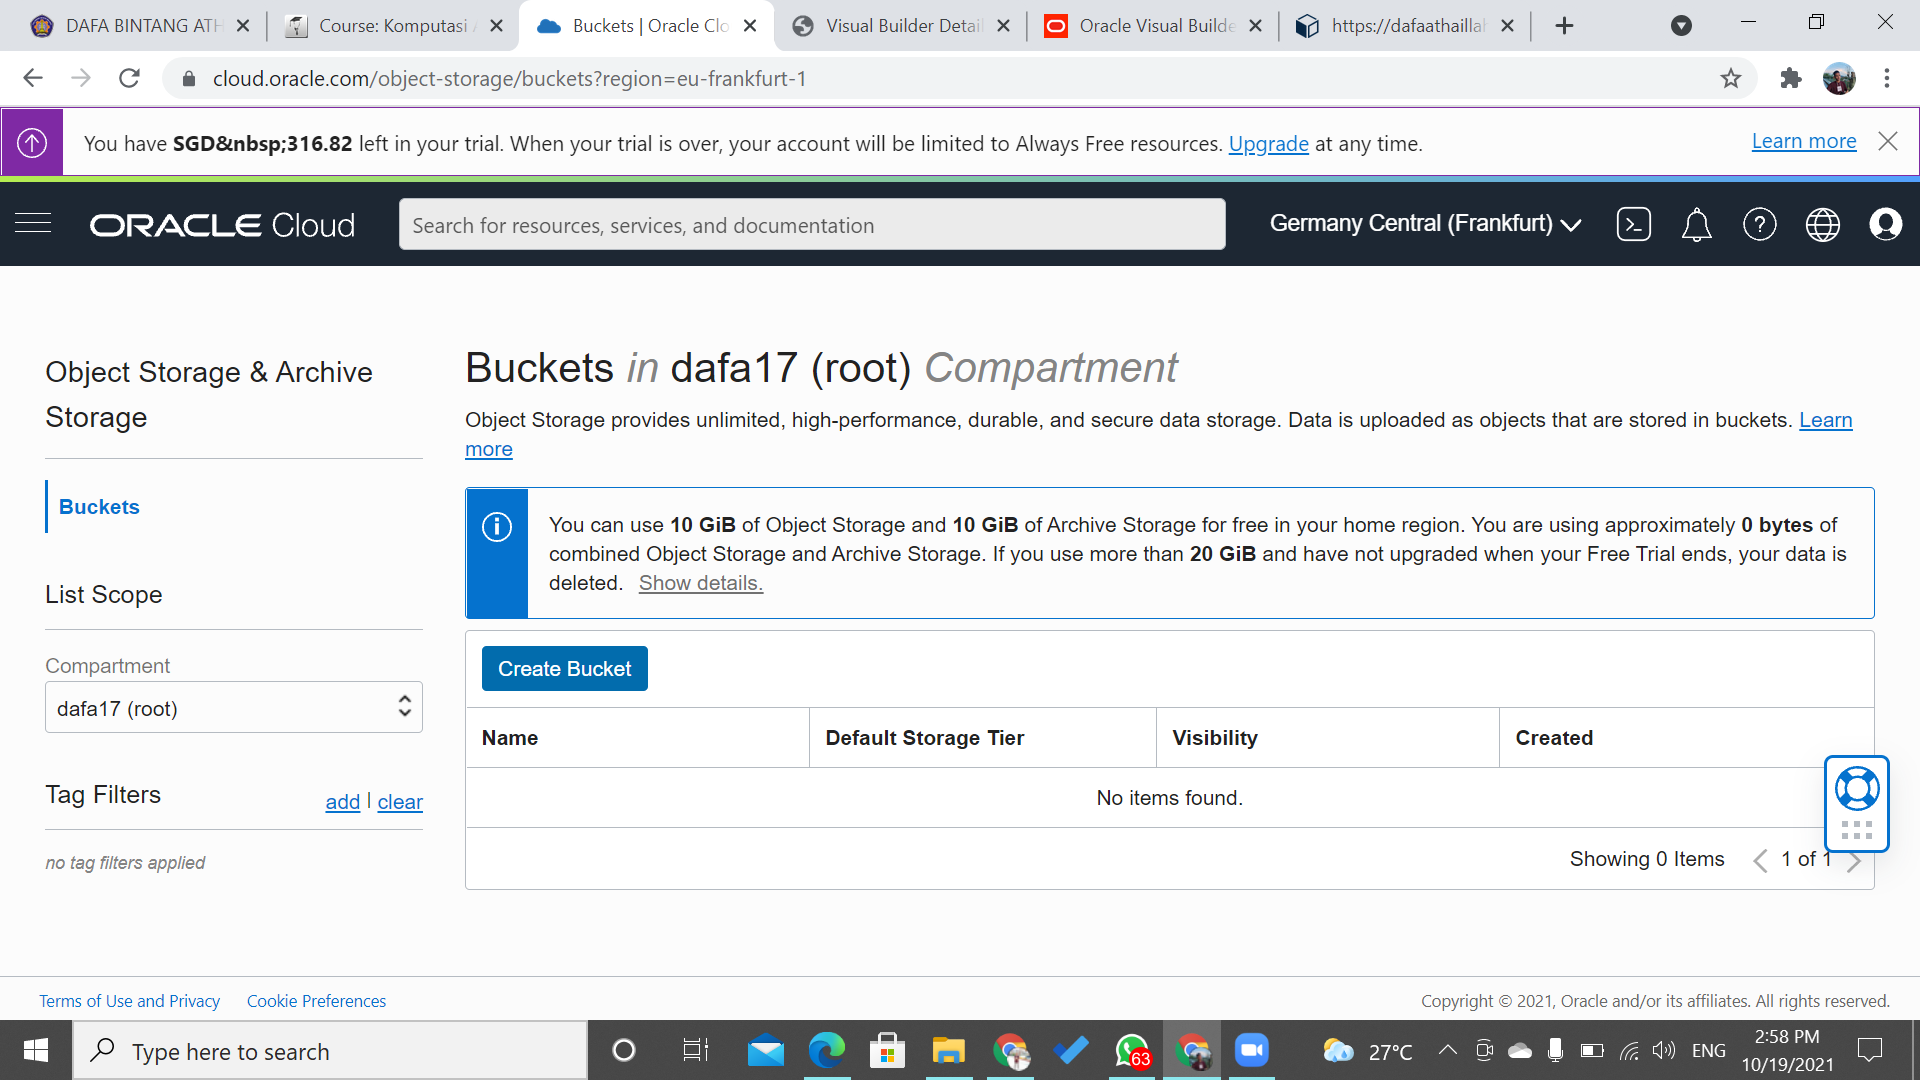 DAFA BINTANG ATH
Course: Komputasi A
Buckets | Oracle Clo
Visual Builder Detail
Oracle Visual Builde
https://dafaathaillah
cloud.oracle.com/object-storage/buckets?region=eu-frankfurt-1
You have SGD&nbsp;316.82 left in your trial. When your trial is over, your account will be limited to Always Free resources. Upgrade at any time.
Learn more
ORACLE Cloud
Search for resources, services, and documentation
Germany Central (Frankfurt)
Object Storage & Archive
Storage
Buckets
List Scope
Compartment
dafa17 (root)
Tag Filters
add | clear
no tag filters applied
Buckets in dafa17 (root) Compartment
Object Storage provides unlimited, high-performance, durable, and secure data storage. Data is uploaded as objects that are stored in buckets. Learn
more
You can use 10 GiB of Object Storage and 10 GiB of Archive Storage for free in your home region. You are using approximately 0 bytes of
combined Object Storage and Archive Storage. If you use more than 20 GiB and have not upgraded when your Free Trial ends, your data is
deleted. Show details.
Create Bucket
Name Default Storage Tier Visibility Created
No items found.
Showing 0 Items 1 of 1
Terms of Use and Privacy Cookie Preferences
Copyright © 2021, Oracle and/or its affiliates. All rights reserved.
Type here to search
63
27°C
ENG
2:58 PM
10/19/2021